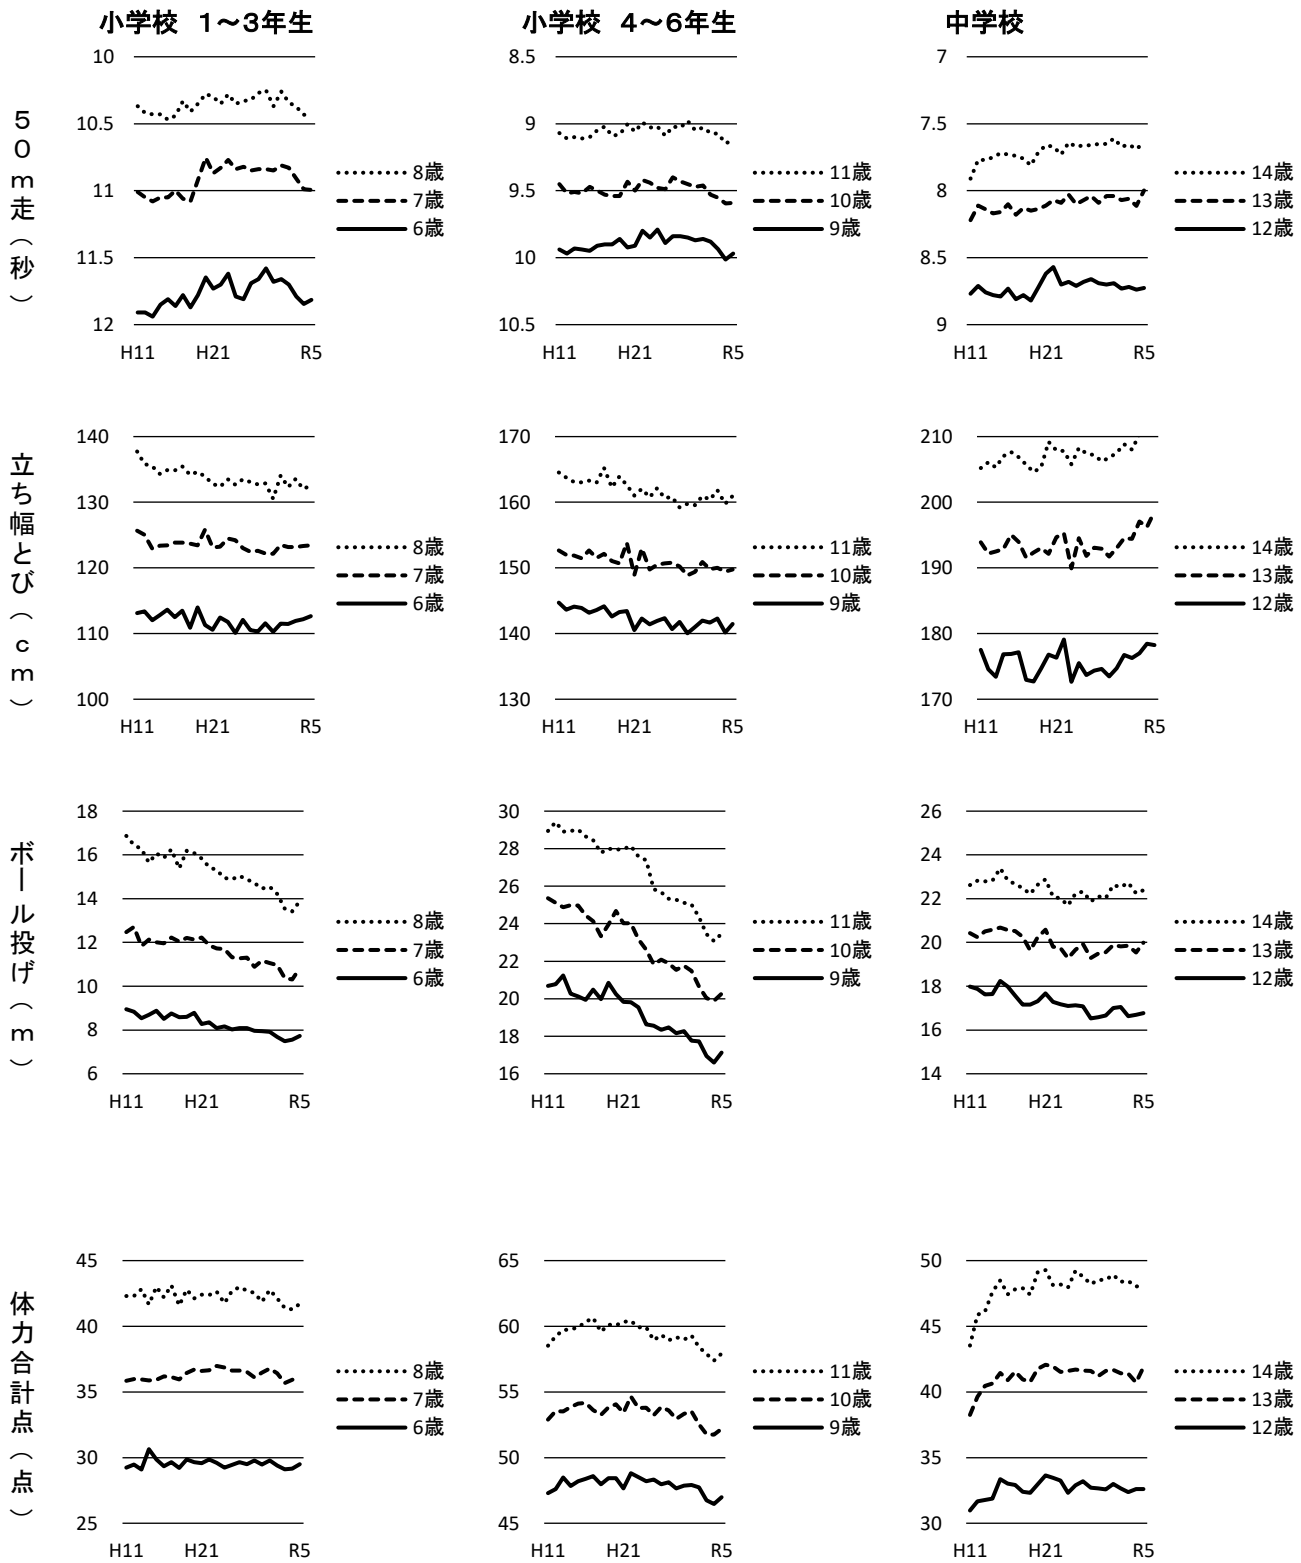 小学校 1～3年生
小学校 4～6年生
中学校
50m走(秒)
10
10.5
11
11.5
12
H11 H21 R5
8歳
7歳
6歳
8.5
9
9.5
10
10.5
H11 H21 R5
11歳
10歳
9歳
7
7.5
8
8.5
9
H11 H21 R5
14歳
13歳
12歳
立ち幅とび(cm)
140
130
120
110
100
H11 H21 R5
8歳
7歳
6歳
170
160
150
140
130
H11 H21 R5
11歳
10歳
9歳
210
200
190
180
170
H11 H21 R5
14歳
13歳
12歳
ボール投げ(m)
18
16
14
12
10
8
6
H11 H21 R5
8歳
7歳
6歳
30
28
26
24
22
20
18
16
H11 H21 R5
11歳
10歳
9歳
26
24
22
20
18
16
14
H11 H21 R5
14歳
13歳
12歳
体力合計点(点)
45
40
35
30
25
H11 H21 R5
8歳
7歳
6歳
65
60
55
50
45
H11 H21 R5
11歳
10歳
9歳
50
45
40
35
30
H11 H21 R5
14歳
13歳
12歳